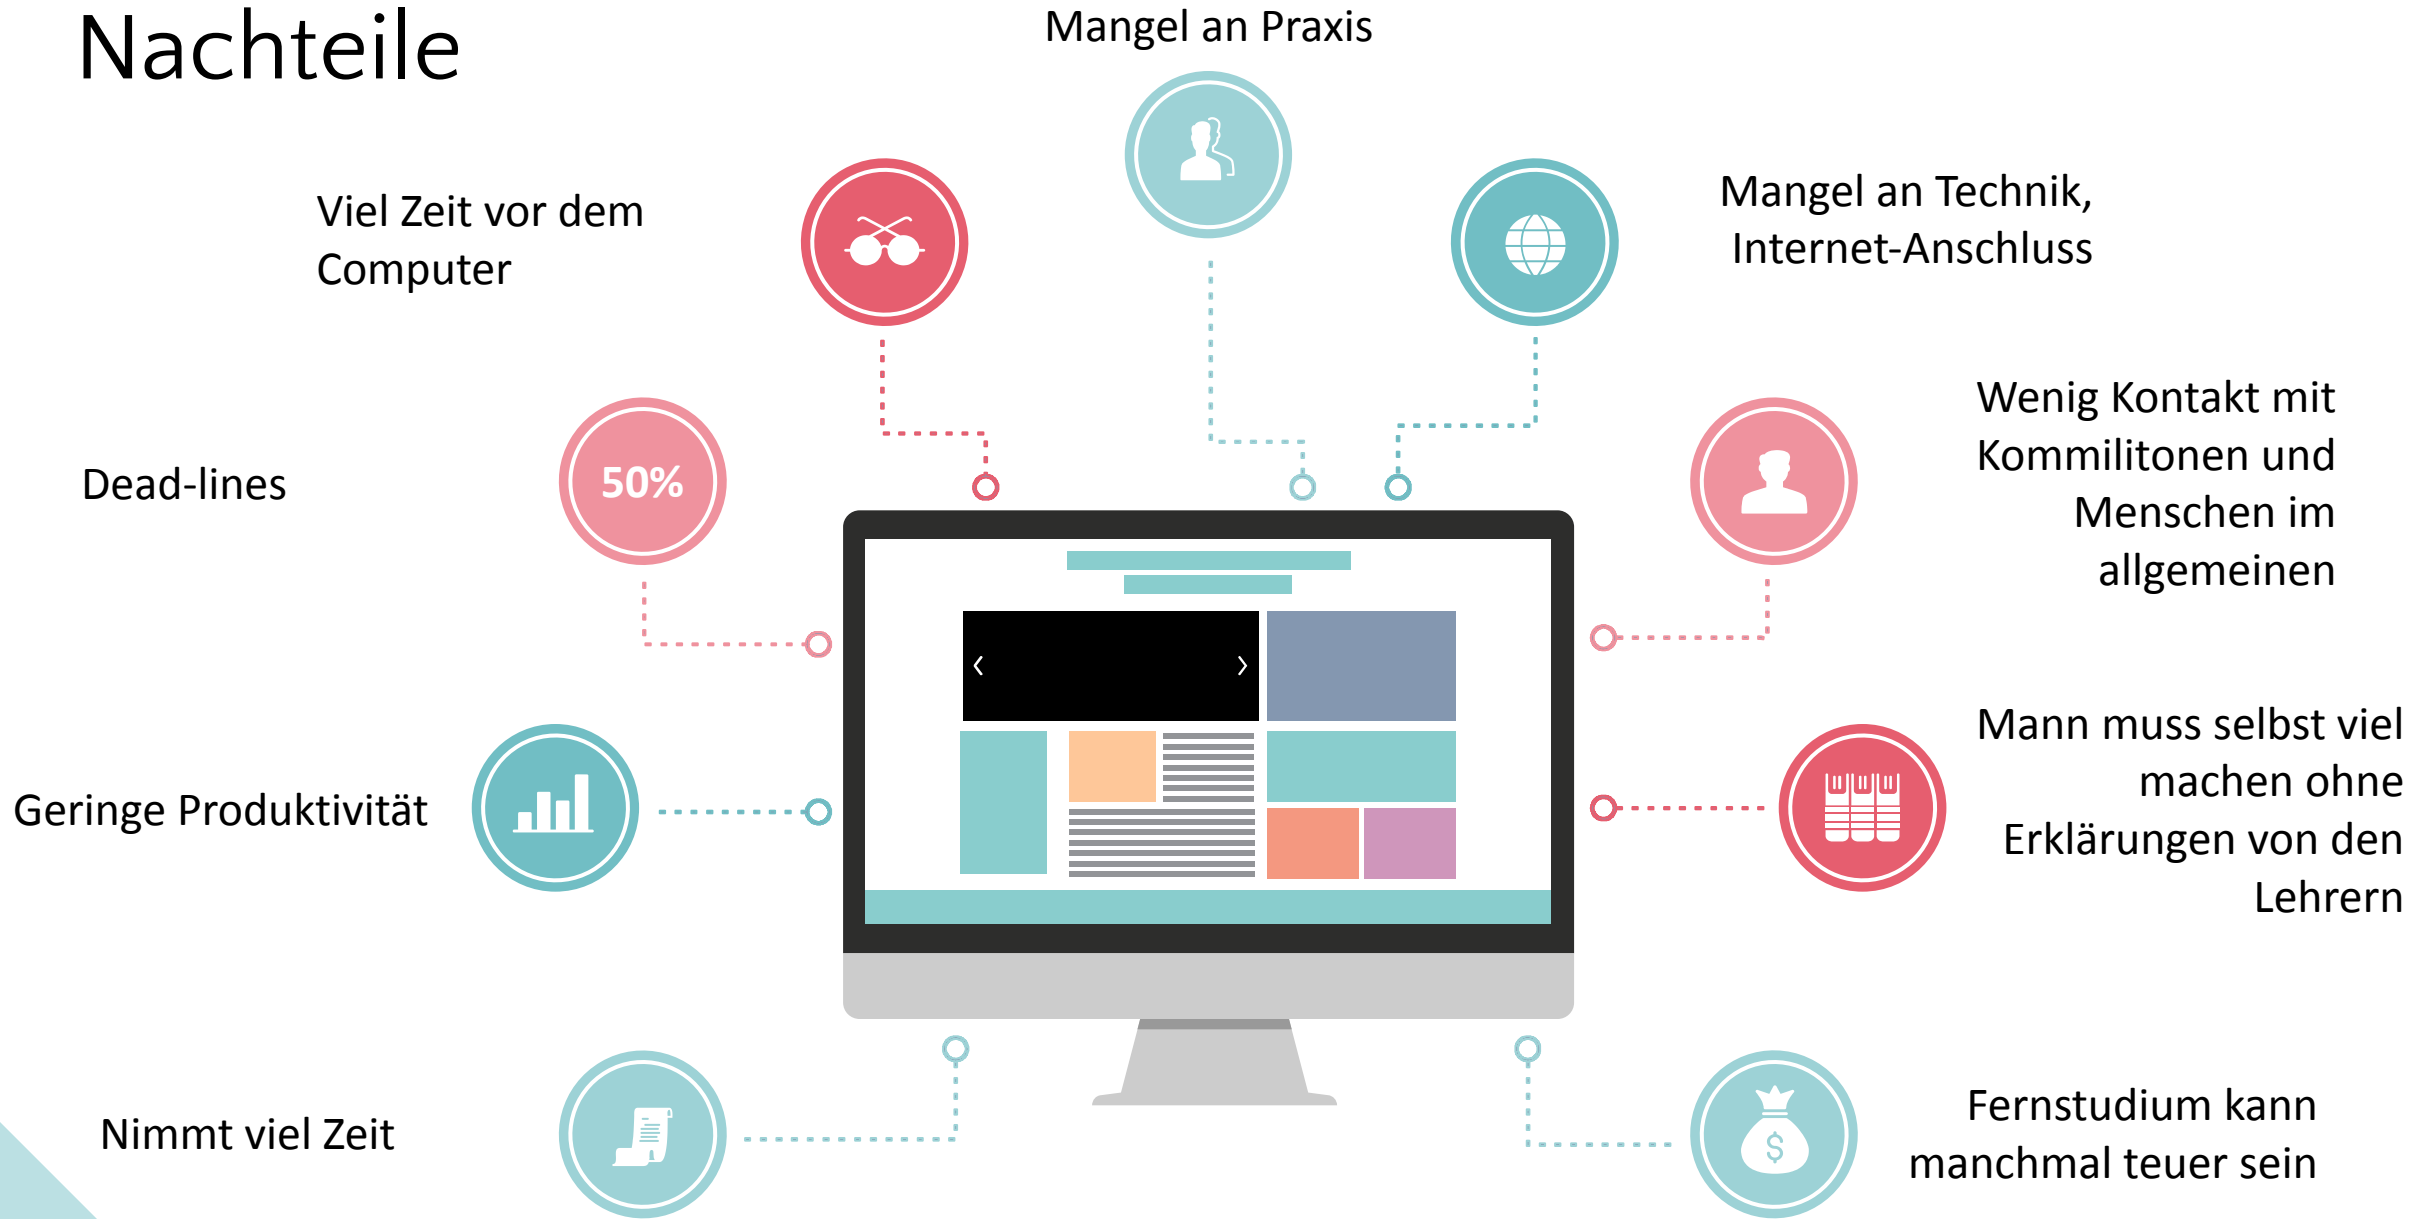 Nachteile
Mangel an Praxis
Viel Zeit vor dem
Computer
Mangel an Technik,
Internet-Anschluss
Dead-lines
50%
Wenig Kontakt mit
Kommilitonen und
Menschen im
allgemeinen
Geringe Produktivität
Mann muss selbst viel
machen ohne
Erklärungen von den
Lehrern
Nimmt viel Zeit
$
Fernstudium kann
manchmal teuer sein